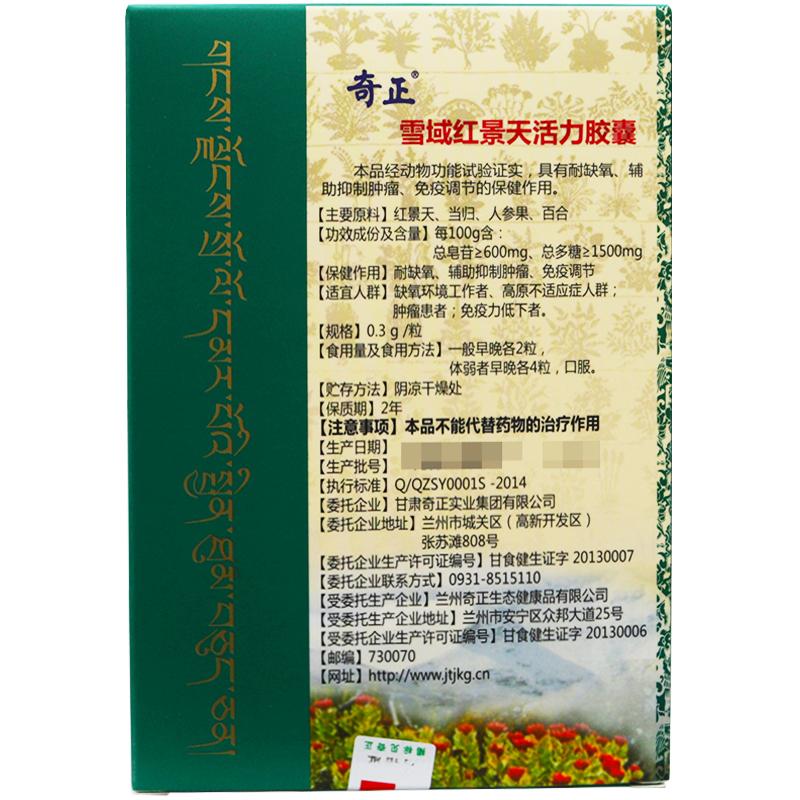 奇正®
雪域红景天活力胶囊
本品经动物功能试验证实，具有耐缺氧、辅
助抑制肿瘤、免疫调节的保健作用。
【主要原料】红景天、当归、人参果、百合
【功效成份及含量】每100g含：
总皂苷≥600mg、总多糖≥1500mg
【保健作用】耐缺氧、辅助抑制肿瘤、免疫调节
【适宜人群】缺氧环境工作者、高原不适应症人群；
肿瘤患者；免疫力低下者。
【规格】0.3 g /粒
【食用量及食用方法】一般早晚各2粒，
体弱者早晚各4粒，口服。
【贮存方法】阴凉干燥处
【保质期】2年
【注意事项】本品不能代替药物的治疗作用
【生产日期】
【生产批号】
【执行标准】Q/QZSY0001S -2014
【委托企业】甘肃奇正实业集团有限公司
【委托企业地址】兰州市城关区（高新开发区）
张苏滩808号
【委托企业生产许可证编号】甘食健生证字 20130007
【委托企业联系方式】0931-8515110
【受委托生产企业】兰州奇正生态健康品有限公司
【受委托生产企业地址】兰州市安宁区众邦大道25号
【受委托企业生产许可证编号】甘食健生证字 20130006
【邮编】730070
【网址】http://www.jtjkg.cn